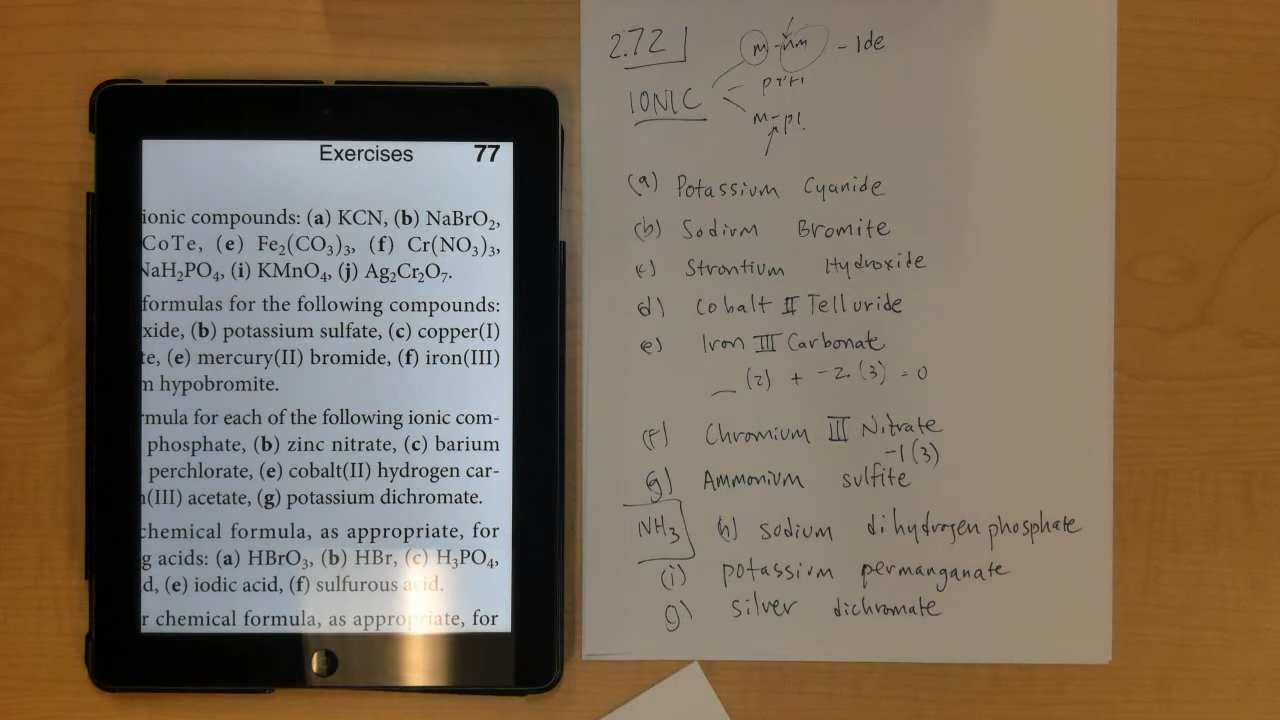 Exercises 77
ionic compounds: (a) KCN, (b) NaBrO₂,
CoTe, (e) Fe₂(CO₃)₃, (f) Cr(NO₃)₃,
NaH₂PO₄, (i) KMnO₄, (j) Ag₂Cr₂O₇.
formulas for the following compounds:
xide, (b) potassium sulfate, (c) copper(I)
te, (e) mercury(II) bromide, (f) iron(III)
m hypobromite.
rmula for each of the following ionic com-
phosphate, (b) zinc nitrate, (c) barium
perchlorate, (e) cobalt(II) hydrogen car-
n(III) acetate, (g) potassium dichromate.
chemical formula, as appropriate, for
g acids: (a) HBrO₃, (b) HBr, (c) H₃PO₄,
d, (e) iodic acid, (f) sulfurous acid.
r chemical formula, as appropriate, for
2.72
m - nm - Ide
IONIC
m - p!
(a) Potassium Cyanide
(b) Sodium Bromite
(c) Strontium Hydroxide
d) Cobalt II Telluride
e) Iron III Carbonate
_ (2) + -2 (3) = 0
(f) Chromium III Nitrate
-1(3)
g) Ammonium sulfite
NH₃ h) sodium dihydrogen phosphate
(i) potassium permanganate
g) silver dichromate